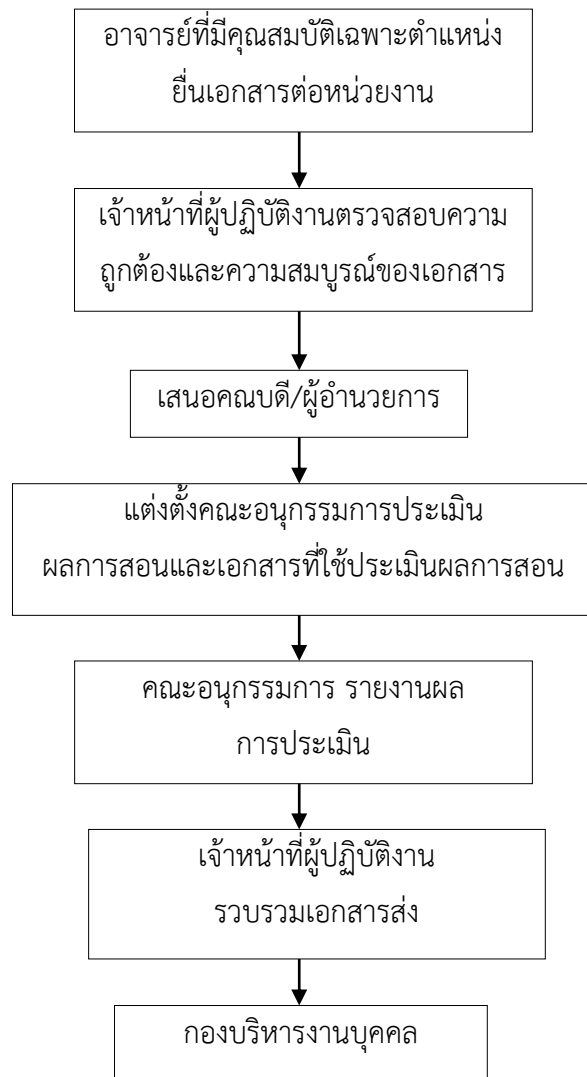 อาจารย์ที่มีคุณสมบัติเฉพาะตำแหน่ง
ยื่นเอกสารต่อหน่วยงาน
เจ้าหน้าที่ผู้ปฏิบัติงานตรวจสอบความ
ถูกต้องและความสมบูรณ์ของเอกสาร
เสนอคณบดี/ผู้อำนวยการ
แต่งตั้งคณะอนุกรรมการประเมิน
ผลการสอนและเอกสารที่ใช้ประเมินผลการสอน
คณะอนุกรรมการ รายงานผล
การประเมิน
เจ้าหน้าที่ผู้ปฏิบัติงาน
รวบรวมเอกสารส่ง
กองบริหารงานบุคคล